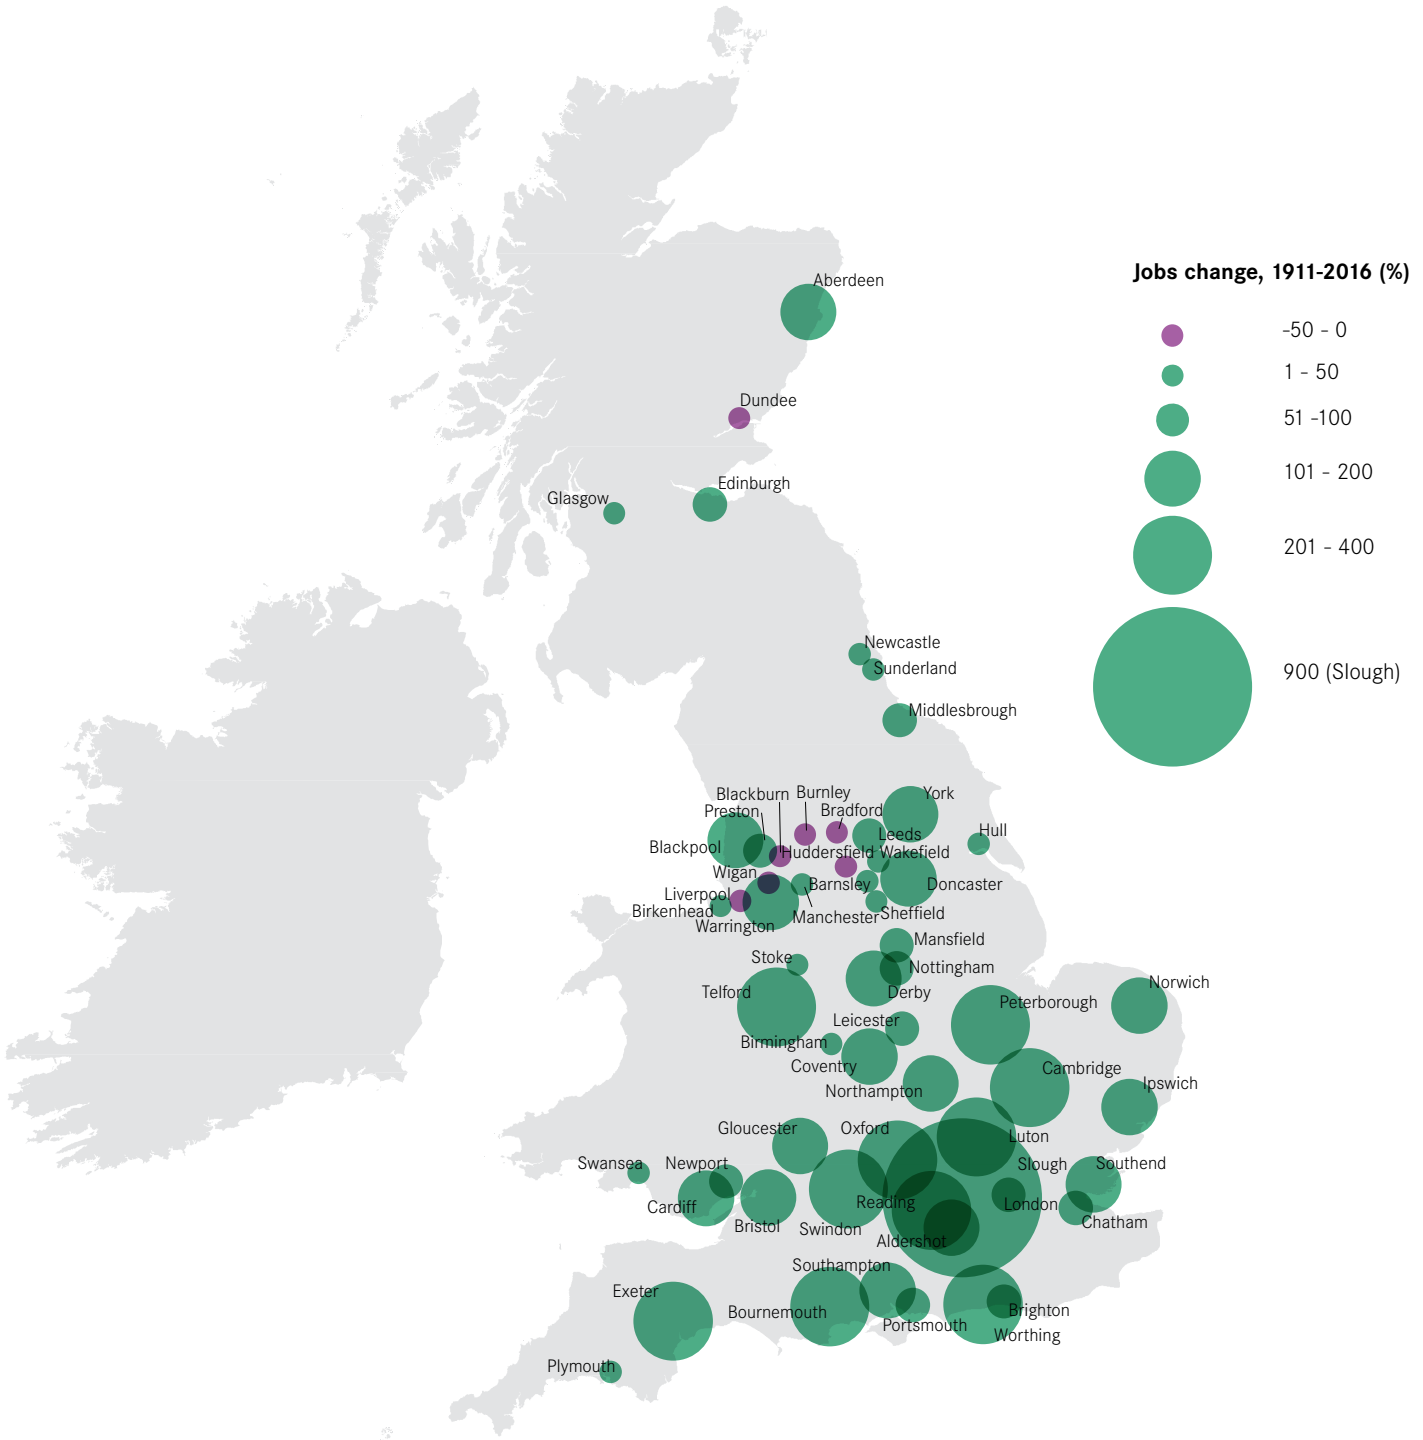 Jobs change, 1911-2016 (%)
-50 - 0
1 - 50
51 -100
101 - 200
201 - 400
900 (Slough)
Aberdeen
Dundee
Edinburgh
Glasgow
Newcastle
Sunderland
Middlesbrough
Blackburn
Burnley
York
Preston
Bradford
Hull
Leeds
Blackpool
Huddersfield
Wakefield
Wigan
Barnsley
Doncaster
Liverpool
Birkenhead
Manchester
Sheffield
Warrington
Mansfield
Stoke
Nottingham
Telford
Derby
Norwich
Peterborough
Leicester
Birmingham
Coventry
Cambridge
Northampton
Ipswich
Gloucester
Oxford
Luton
Swansea
Newport
Slough
Southend
Reading
London
Cardiff
Bristol
Swindon
Chatham
Aldershot
Southampton
Exeter
Bournemouth
Brighton
Portsmouth
Worthing
Plymouth